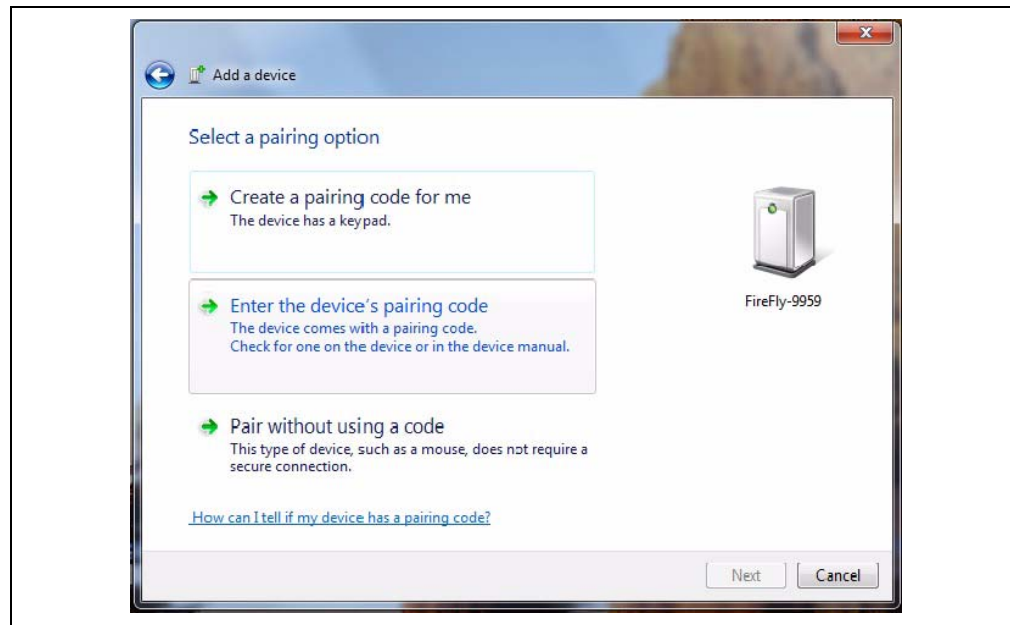 Add a device
Select a pairing option
Create a pairing code for me
The device has a keypad.
Enter the device's pairing code
The device comes with a pairing code.
Check for one on the device or in the device manual.
Pair without using a code
This type of device, such as a mouse, does not require a
secure connection.
How can I tell if my device has a pairing code?
FireFly-9959
Next
Cancel